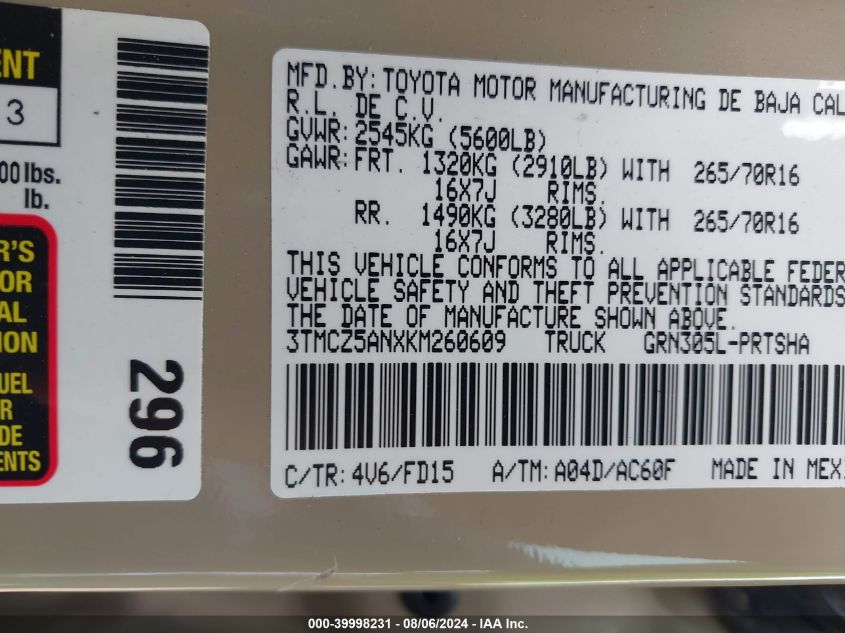 ENT
3
00 lbs.
lb.
R'S
OR
AL
ION
UEL
R
DE
ENTS
296
MFD.BY:TOYOTA MOTOR MANUFACTURING DE BAJA CAL
R.L. DE C.V.
GVWR:2545KG (5600LB)
GAWR:FRT. 1320KG (2910LB) WITH 265/70R16
16X7J RIMS.
RR. 1490KG (3280LB) WITH 265/70R16
16X7J RIMS.
THIS VEHICLE CONFORMS TO ALL APPLICABLE FEDER
VEHICLE SAFETY AND THEFT PREVENTION STANDARDS
THE DATE OF MANUFACTURE SHOWN ABOVE.
3TMCZ5ANXKM260609 TRUCK GRN305L-PRTSHA
C/TR:4V6/FD15 A/TM:A04D/AC60F MADE IN MEXI
000-39998231 - 08/06/2024 - IAA Inc.